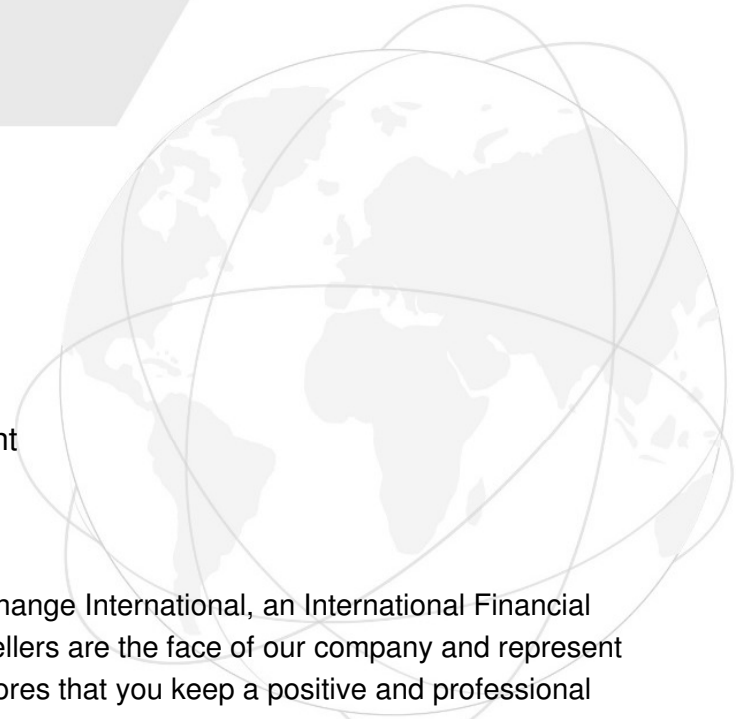 nt
hange International, an International Financial
ellers are the face of our company and represent
ores that you keep a positive and professional